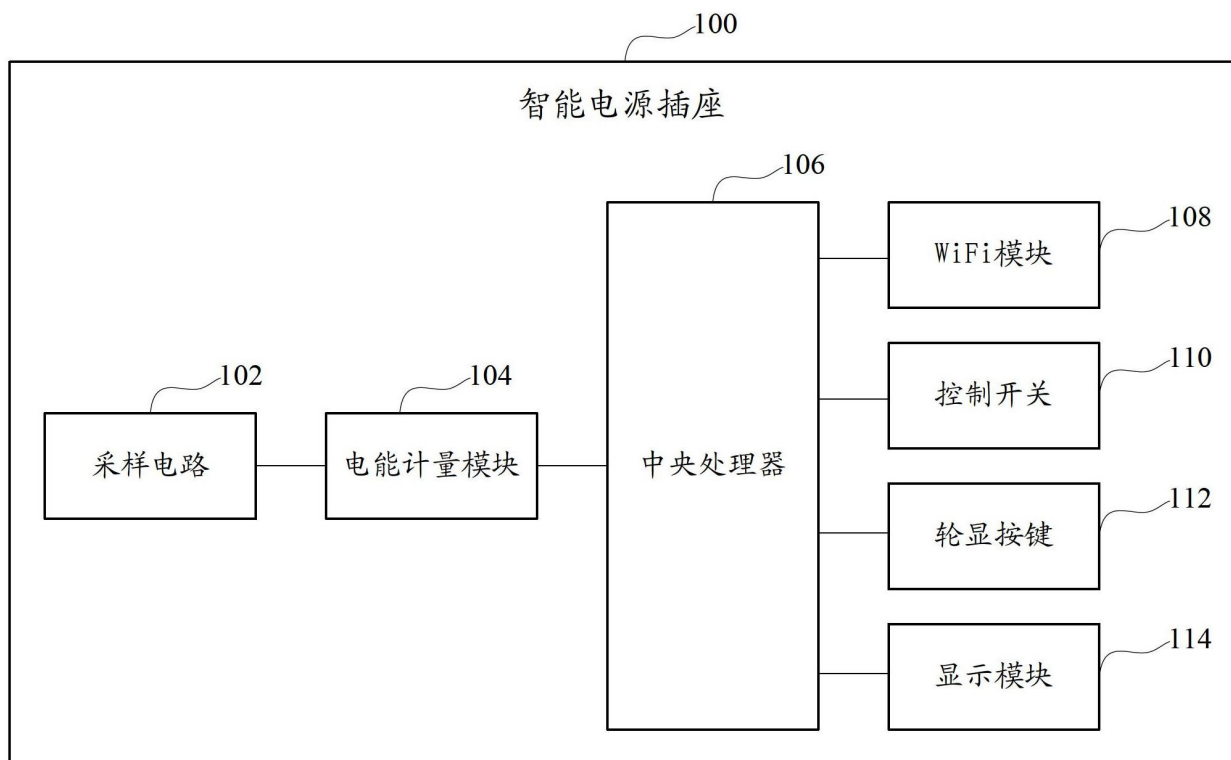 100
智能电源插座
106
108
WiFi模块
102
104
110
控制开关
采样电路
电能计量模块
中央处理器
112
轮显按键
114
显示模块